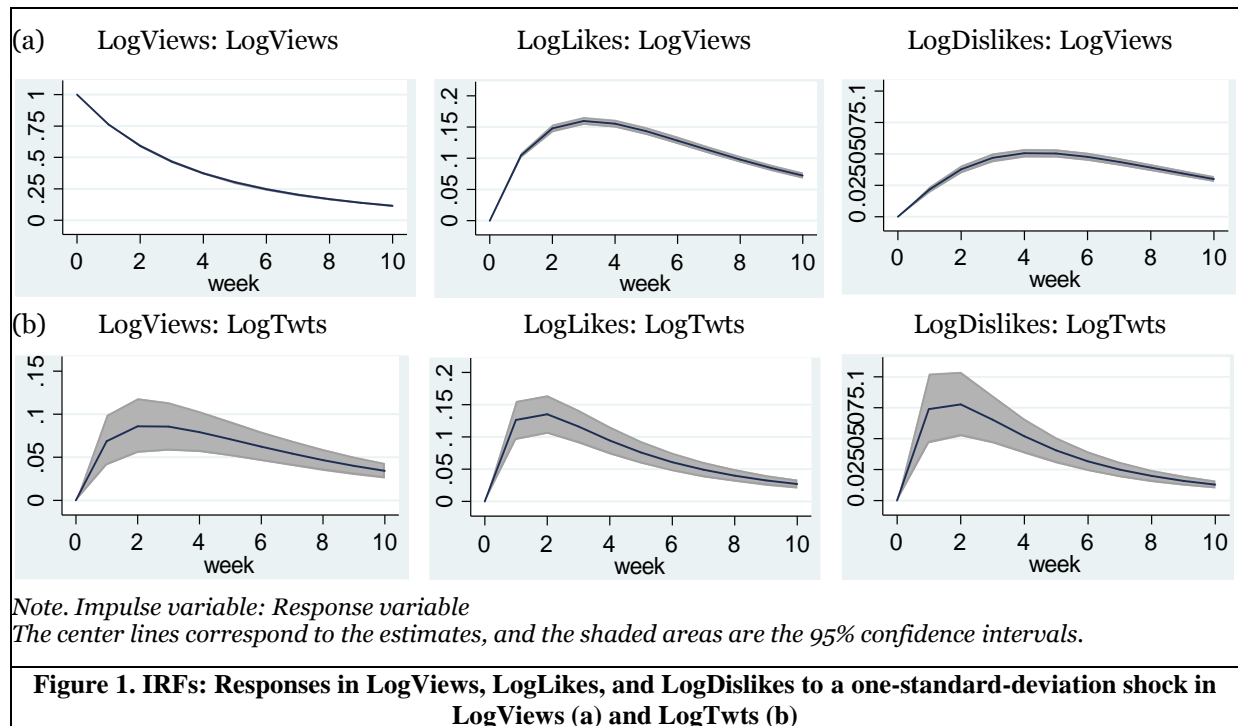 (a) LogViews: LogViews LogLikes: LogViews LogDislikes: LogViews
0 .25 .5 .75 1
0 2 4 6 8 10
week
0 .05 .1 .15 .2
0 2 4 6 8 10
week
0 .025 .05 .075 .1
0 2 4 6 8 10
week
(b) LogViews: LogTwts LogLikes: LogTwts LogDislikes: LogTwts
0 .05 .1 .15
0 2 4 6 8 10
week
0 .05 .1 .15 .2
0 2 4 6 8 10
week
0 .025 .05 .075 .1
0 2 4 6 8 10
week
Note. Impulse variable: Response variable
The center lines correspond to the estimates, and the shaded areas are the 95% confidence intervals.
Figure 1. IRFs: Responses in LogViews, LogLikes, and LogDislikes to a one-standard-deviation shock in
LogViews (a) and LogTwts (b)